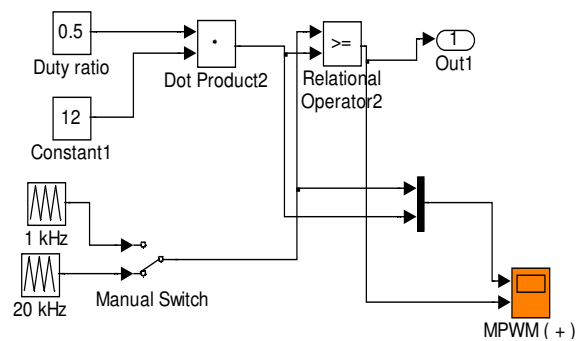 0.5
Duty ratio
Dot Product2
>=
Relational
Operator2
1
Out1
12
Constant1
1 kHz
20 kHz
Manual Switch
MPWM ( + )